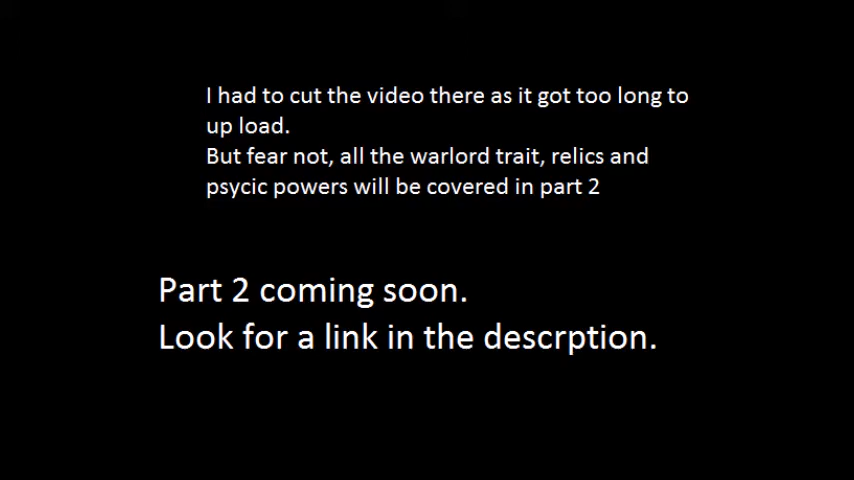 I had to cut the video there as it got too long to
up load.
But fear not, all the warlord trait, relics and
psycic powers will be covered in part 2
Part 2 coming soon.
Look for a link in the descrption.